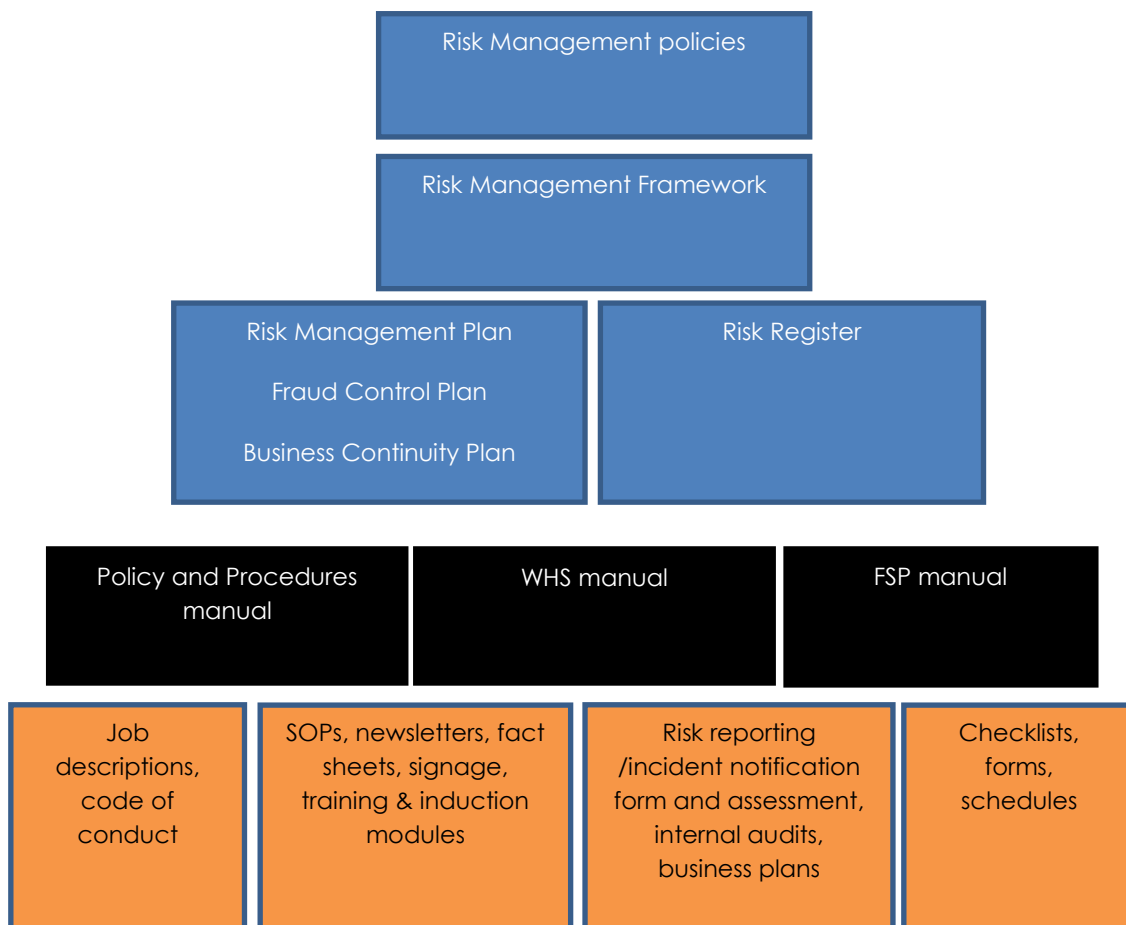 Risk Management policies
Risk Management Framework
Risk Management Plan
Fraud Control Plan
Business Continuity Plan
Risk Register
Policy and Procedures
manual
WHS manual
FSP manual
Job
descriptions,
code of
conduct
SOPs, newsletters, fact
sheets, signage,
training & induction
modules
Risk reporting
/incident notification
form and assessment,
internal audits,
business plans
Checklists,
forms,
schedules